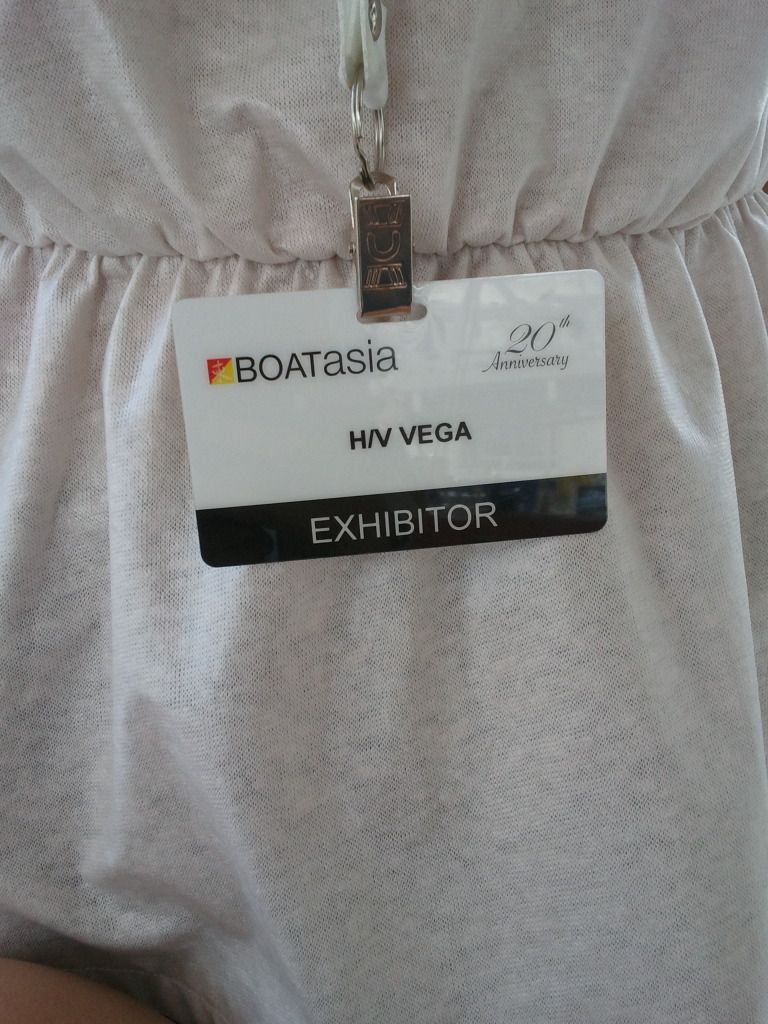 BOATasia
20th
Anniversary
H/V VEGA
EXHIBITOR